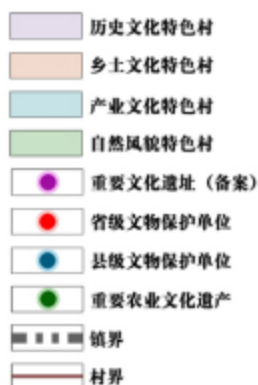 历史文化特色村
乡土文化特色村
产业文化特色村
自然风貌特色村
重要文化遗址（备案）
省级文物保护单位
县级文物保护单位
重要农业文化遗产
镇界
村界